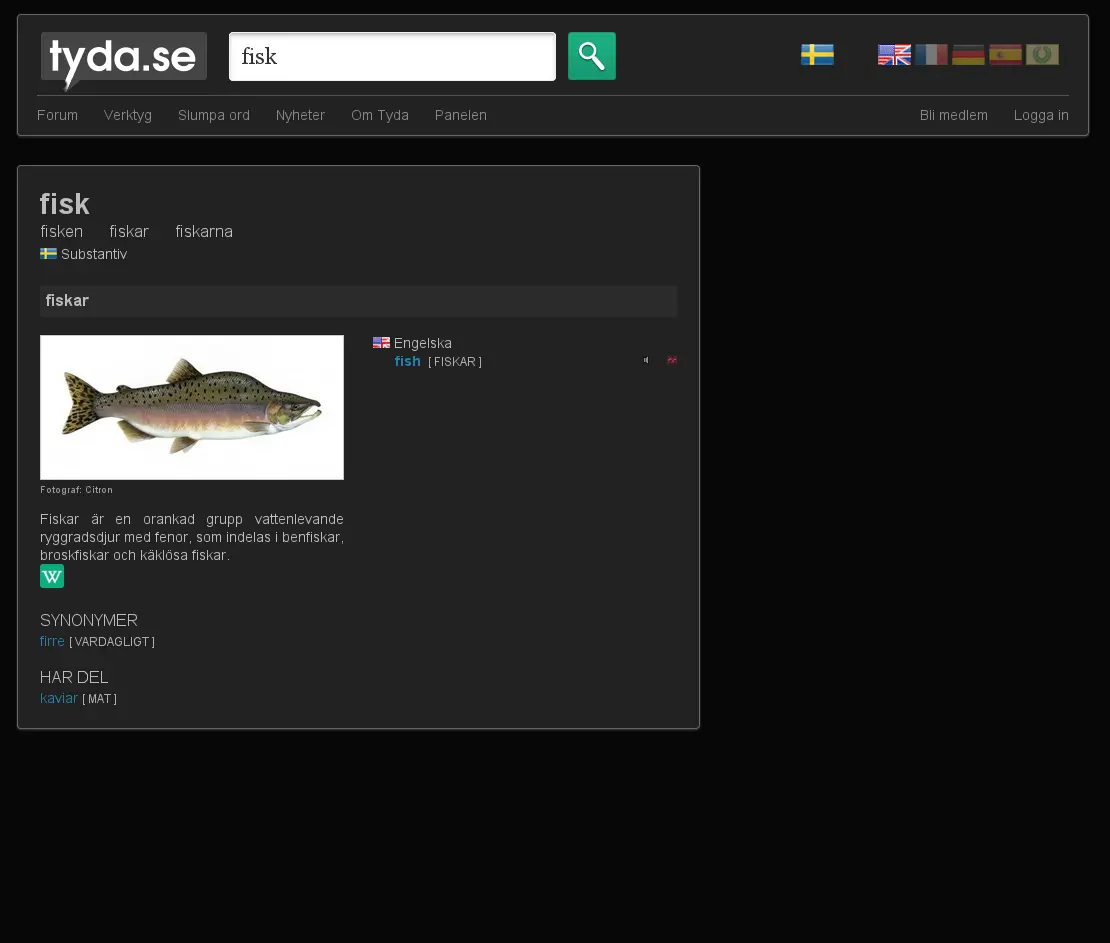 tyda.se
fisk
Forum Verktyg Slumpa ord Nyheter Om Tyda Panelen Bli medlem Logga in
fisk
fisken fiskar fiskarna
Substantiv
fiskar
Engelska
fish [ FISKAR ]
Fotograf: Citron
Fiskar är en orankad grupp vattenlevande
ryggradsdjur med fenor, som indelas i benfiskar,
broskfiskar och käklösa fiskar.
W
SYNONYMER
firre [ VARDAGLIGT ]
HAR DEL
kaviar [ MAT ]